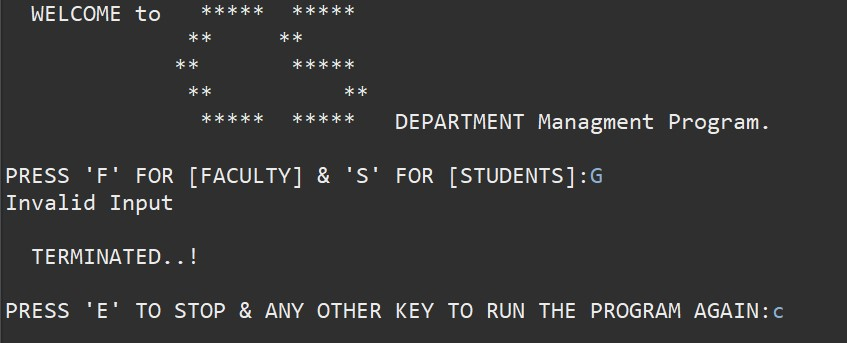 WELCOME to   *****  *****
**     **
**       *****
**          **
*****  *****   DEPARTMENT Managment Program.
PRESS 'F' FOR [FACULTY] & 'S' FOR [STUDENTS]:G
Invalid Input
TERMINATED..!
PRESS 'E' TO STOP & ANY OTHER KEY TO RUN THE PROGRAM AGAIN:c